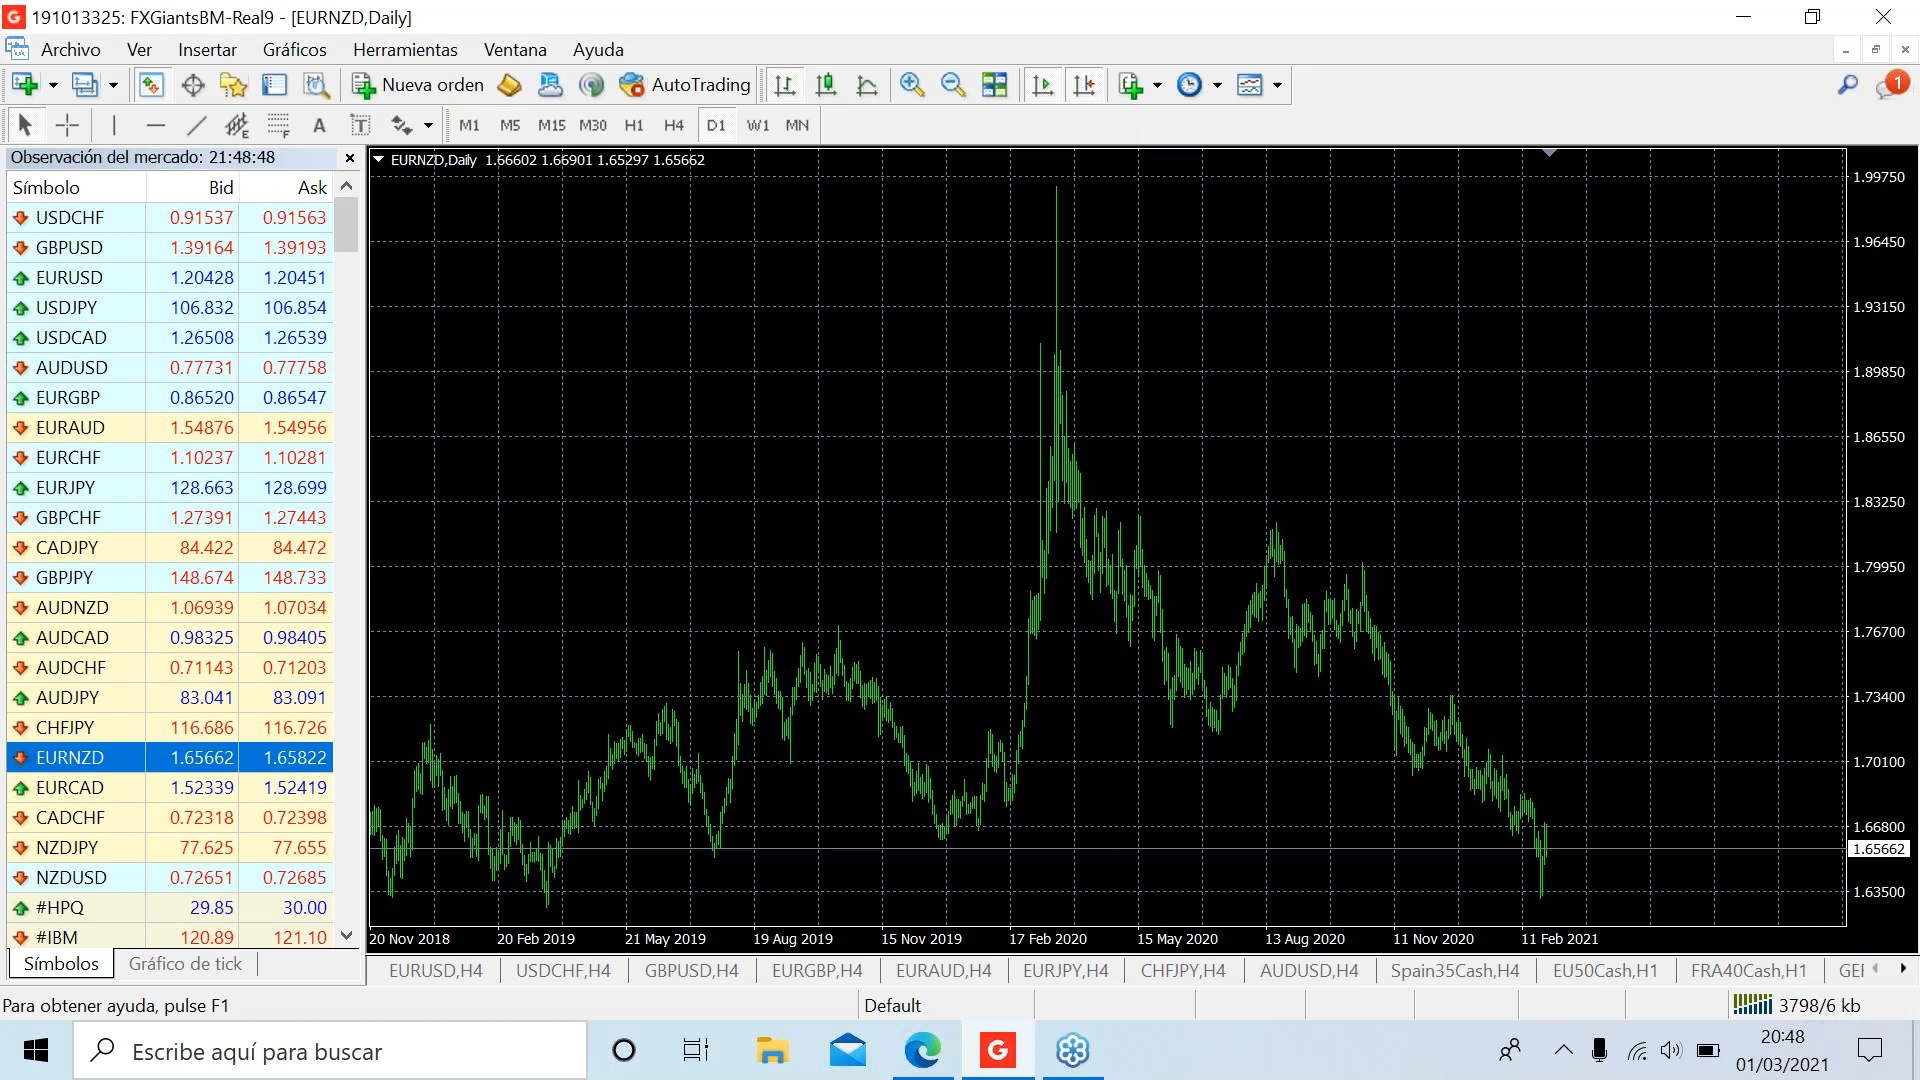 191013325: FXGiantsBM-Real9 - [EURNZD,Daily]
Archivo Ver Insertar Gráficos Herramientas Ventana Ayuda
Nueva orden AutoTrading 1
E F A T M1 M5 M15 M30 H1 H4 D1 W1 MN
Observación del mercado: 21:48:48
Símbolo Bid Ask
USDCHF 0.91537 0.91563
GBPUSD 1.39164 1.39193
EURUSD 1.20428 1.20451
USDJPY 106.832 106.854
USDCAD 1.26508 1.26539
AUDUSD 0.77731 0.77758
EURGBP 0.86520 0.86547
EURAUD 1.54876 1.54956
EURCHF 1.10237 1.10281
EURJPY 128.663 128.699
GBPCHF 1.27391 1.27443
CADJPY 84.422 84.472
GBPJPY 148.674 148.733
AUDNZD 1.06939 1.07034
AUDCAD 0.98325 0.98405
AUDCHF 0.71143 0.71203
AUDJPY 83.041 83.091
CHFJPY 116.686 116.726
EURNZD 1.65662 1.65822
EURCAD 1.52339 1.52419
CADCHF 0.72318 0.72398
NZDJPY 77.625 77.655
NZDUSD 0.72651 0.72685
#HPQ 29.85 30.00
#IBM 120.89 121.10
Símbolos Gráfico de tick
EURNZD,Daily 1.66602 1.66901 1.65297 1.65662
1.99750
1.96450
1.93150
1.89850
1.86550
1.83250
1.79950
1.76700
1.73400
1.70100
1.66800
1.65662
1.63500
20 Nov 2018 20 Feb 2019 21 May 2019 19 Aug 2019 15 Nov 2019 17 Feb 2020 15 May 2020 13 Aug 2020 11 Nov 2020 11 Feb 2021
EURUSD,H4 USDCHF,H4 GBPUSD,H4 EURGBP,H4 EURAUD,H4 EURJPY,H4 CHFJPY,H4 AUDUSD,H4 Spain35Cash,H4 EU50Cash,H1 FRA40Cash,H1 GEI
Para obtener ayuda, pulse F1 Default 3798/6 kb
Escribe aquí para buscar
G
20:48
01/03/2021